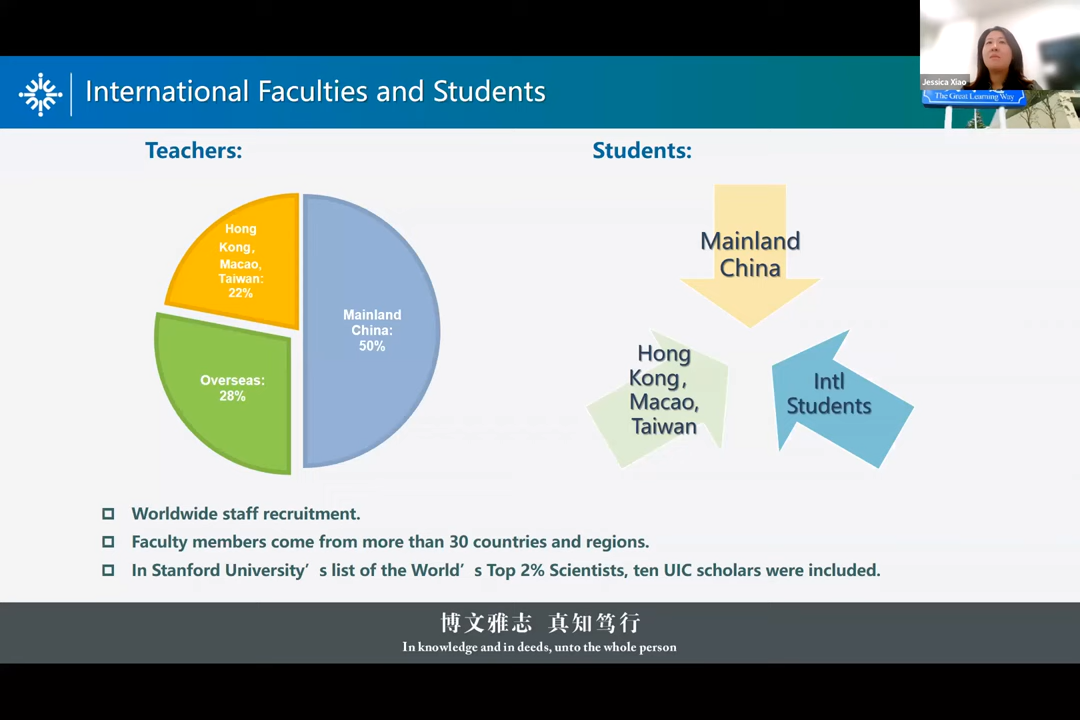 International Faculties and Students
Jessica Xiao
The Great Learning Way
Teachers:
Students:
Hong
Kong,
Macao,
Taiwan:
22%
Mainland
China:
50%
Overseas:
28%
Mainland
China
Hong
Kong,
Macao,
Taiwan
Intl
Students
Worldwide staff recruitment.
Faculty members come from more than 30 countries and regions.
In Stanford University’s list of the World’s Top 2% Scientists, ten UIC scholars were included.
博文雅志 真知笃行
In knowledge and in deeds, unto the whole person